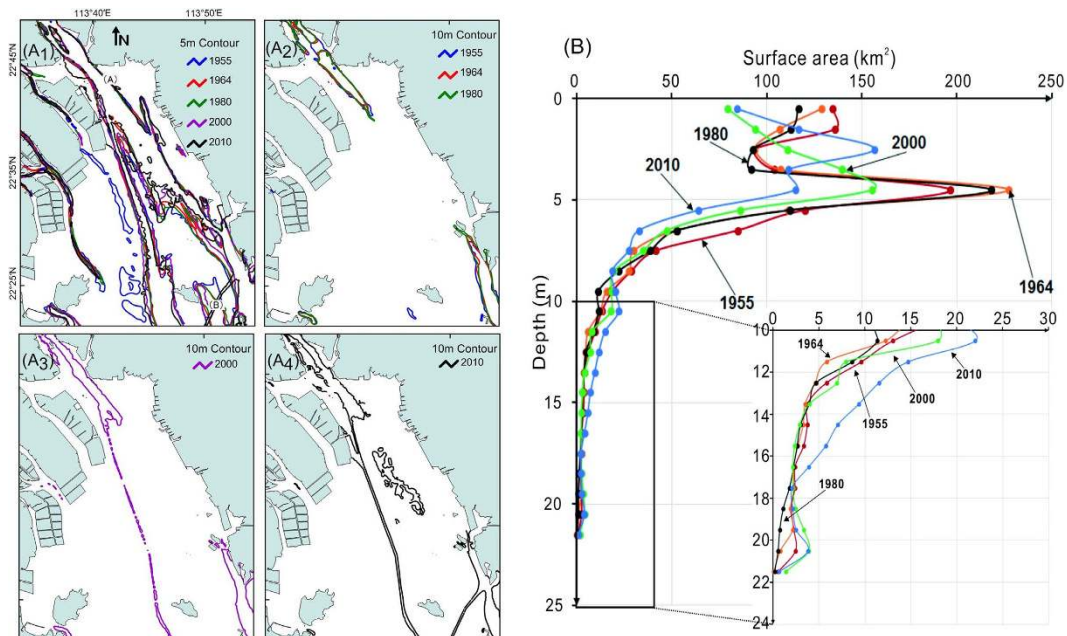 113°40'E
113°50'E
22°45'N
22°35'N
22°25'N
(A1)
N
5m Contour
1955
1964
1980
2000
2010
(A)
(B)
(A2)
10m Contour
1955
1964
1980
(A3)
10m Contour
2000
(A4)
10m Contour
2010
(B)
Surface area (km²)
0 50 100 150 200 250
Depth (m)
0
5
10
15
20
25
1980
2010
2000
1955
1964
0 5 10 15 20 25 30
10
12
14
16
18
20
22
24
1964
2010
2000
1955
1980